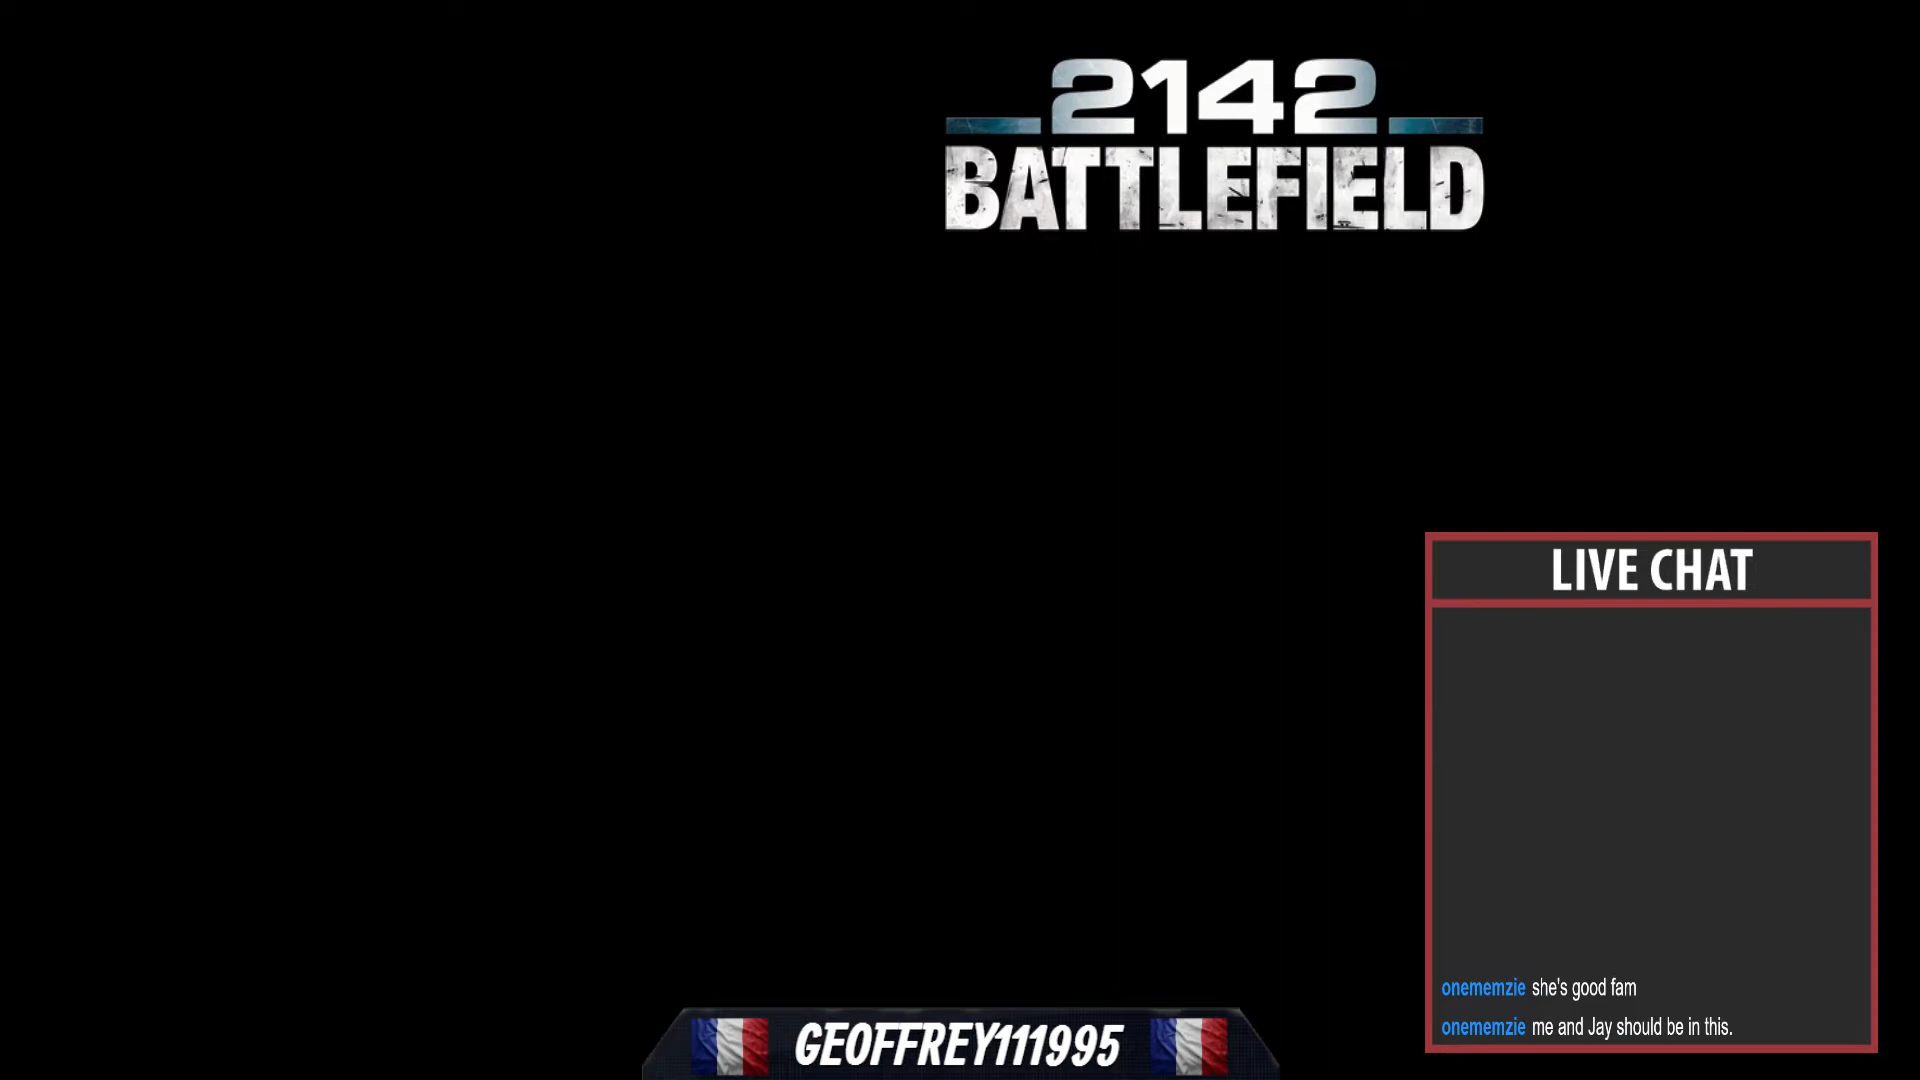 2142
BATTLEFIELD
LIVE CHAT
onememzie she's good fam
onememzie me and Jay should be in this.
GEOFFREY111995